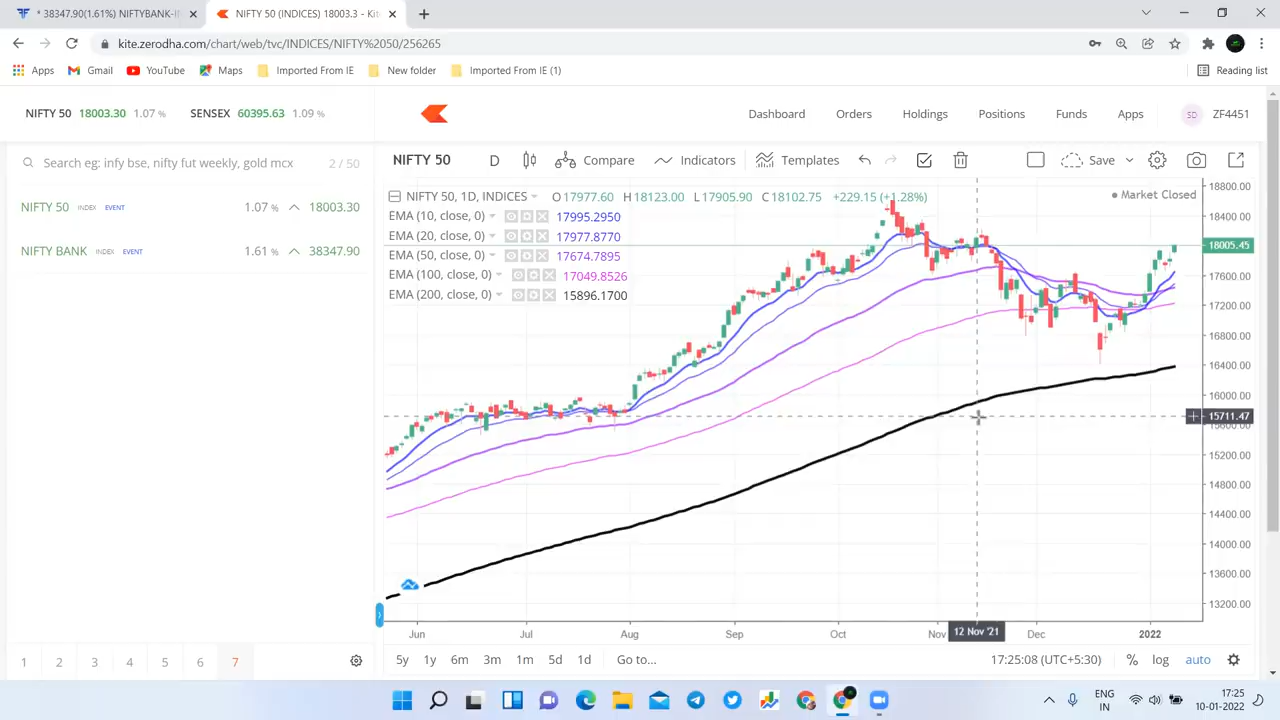 * 38347.90(1.61%) NIFTYBANK-IN
NIFTY 50 (INDICES) 18003.3 - Kit
kite.zerodha.com/chart/web/tvc/INDICES/NIFTY%2050/256265
Apps Gmail YouTube Maps Imported From IE New folder Imported From IE (1) Reading list
NIFTY 50 18003.30 1.07 % SENSEX 60395.63 1.09 %
Dashboard Orders Holdings Positions Funds Apps SD ZF4451
Search eg: infy bse, nifty fut weekly, gold mcx 2 / 50
NIFTY 50 INDEX EVENT 1.07 % 18003.30
NIFTY BANK INDEX EVENT 1.61 % 38347.90
NIFTY 50 D Compare Indicators Templates Save
NIFTY 50, 1D, INDICES O17977.60 H18123.00 L17905.90 C18102.75 +229.15 (+1.28%)
Market Closed
EMA (10, close, 0) 17995.2950
EMA (20, close, 0) 17977.8770
EMA (50, close, 0) 17674.7895
EMA (100, close, 0) 17049.8526
EMA (200, close, 0) 15896.1700
18800.00
18400.00
18005.45
17600.00
17200.00
16800.00
16400.00
16000.00
15711.47
15600.00
15200.00
14800.00
14400.00
14000.00
13600.00
13200.00
Jun Jul Aug Sep Oct Nov 12 Nov '21 Dec 2022
1 2 3 4 5 6 7
5y 1y 6m 3m 1m 5d 1d Go to... 17:25:08 (UTC+5:30) % log auto
ENG
IN
17:25
10-01-2022